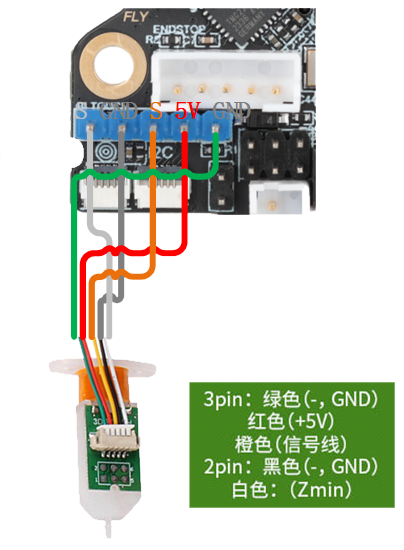 FLY
ENDSTOP
S GND S 5V GND
3pin：绿色（-，GND）
红色（+5V）
橙色（信号线）
2pin：黑色（-，GND）
白色：（Zmin）